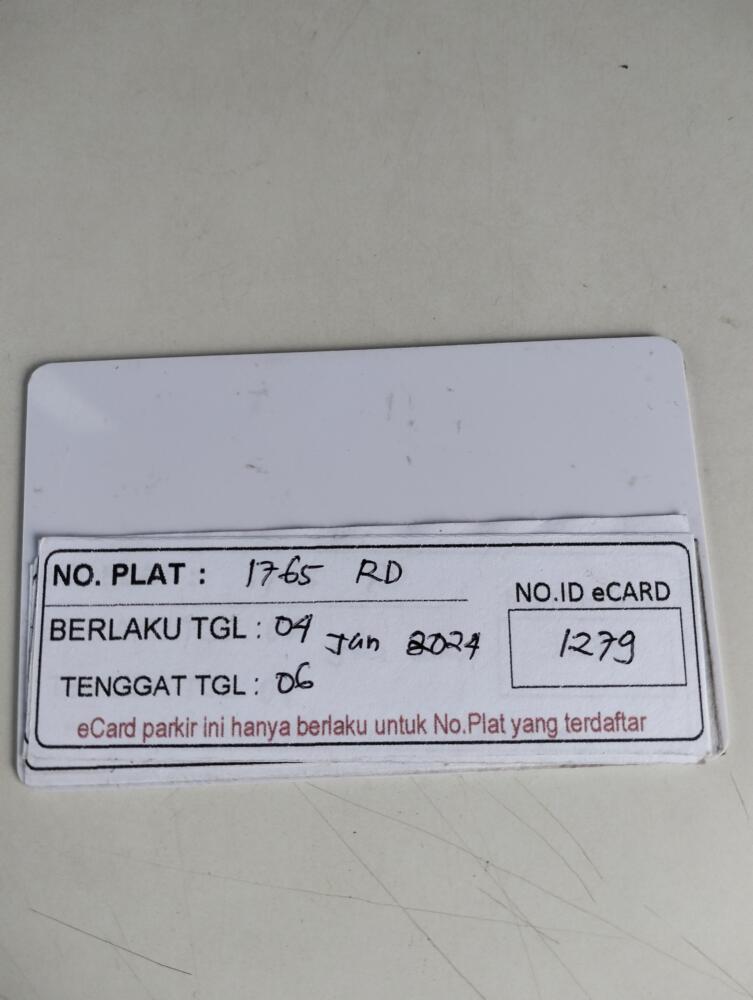 NO. PLAT : 1765 RD
NO.ID eCARD
BERLAKU TGL : 04 Jan 2024
1279
TENGGAT TGL : 06
eCard parkir ini hanya berlaku untuk No.Plat yang terdaftar